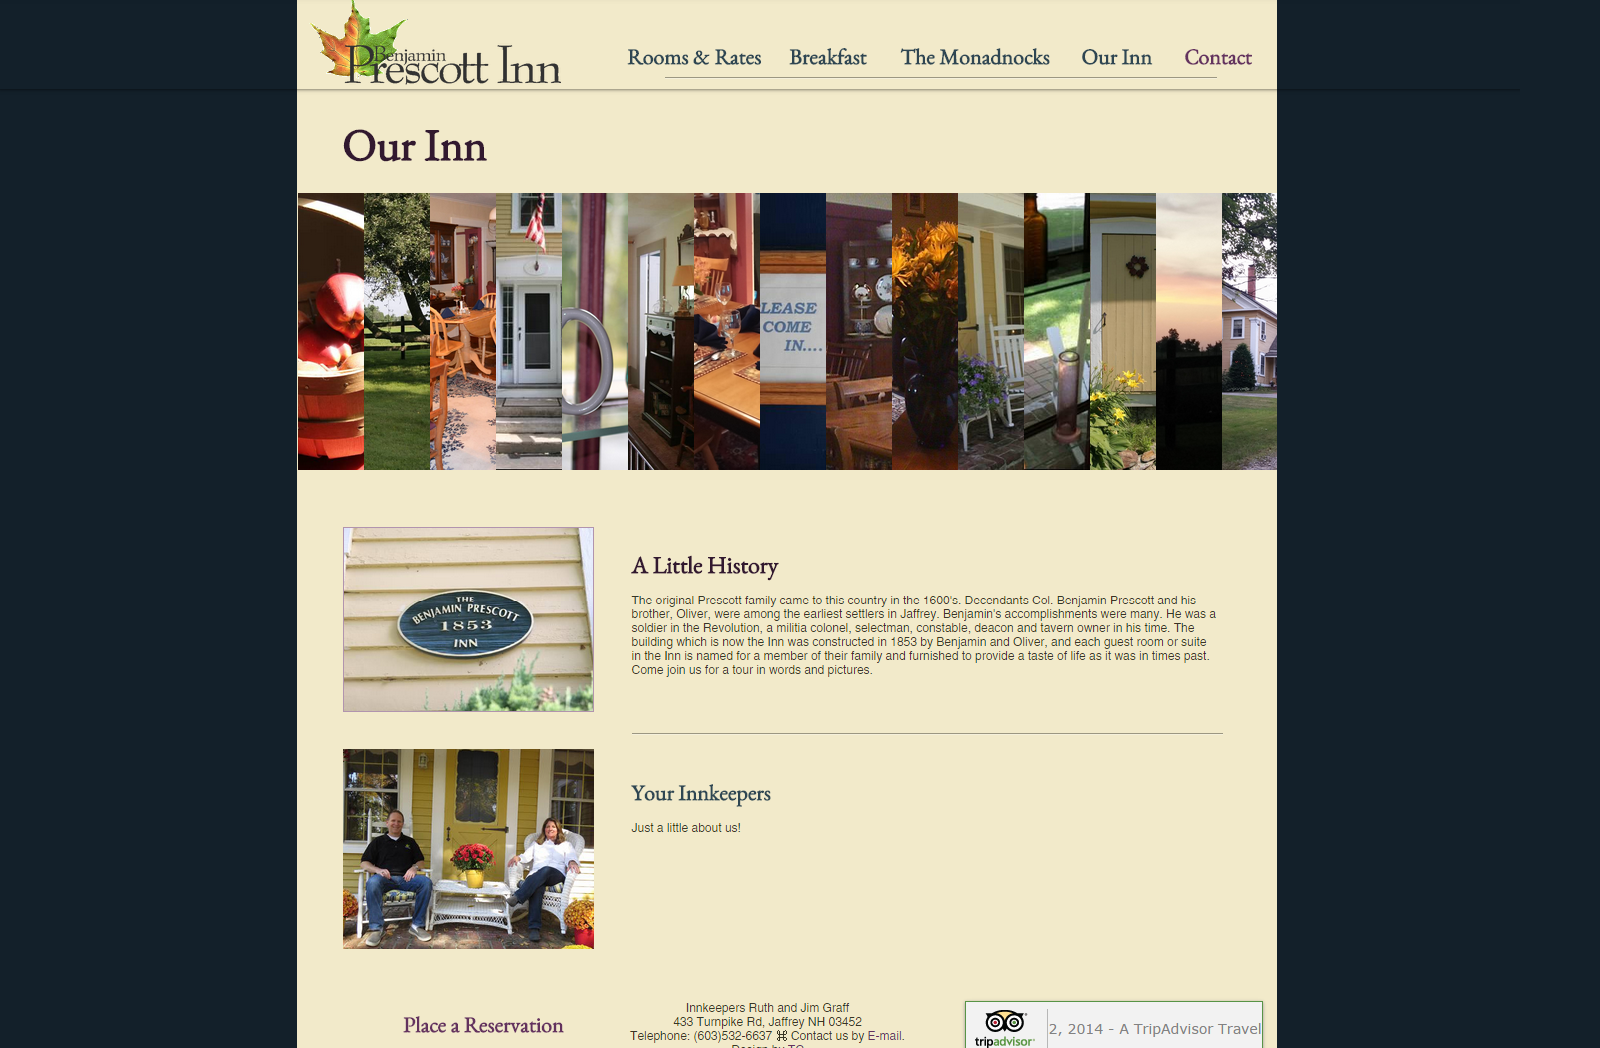 Benjamin
Prescott Inn
Rooms & Rates Breakfast The Monadnocks Our Inn Contact
Our Inn
LEASE
COME
IN....
THE
BENJAMIN PRESCOTT
1853
INN
A Little History
The original Prescott family came to this country in the 1600's. Decendants Col. Benjamin Prescott and his
brother, Oliver, were among the earliest settlers in Jaffrey. Benjamin's accomplishments were many. He was a
soldier in the Revolution, a militia colonel, selectman, constable, deacon and tavern owner in his time. The
building which is now the Inn was constructed in 1853 by Benjamin and Oliver, and each guest room or suite
in the Inn is named for a member of their family and furnished to provide a taste of life as it was in times past.
Come join us for a tour in words and pictures.
Your Innkeepers
Just a little about us!
Place a Reservation
Innkeepers Ruth and Jim Graff
433 Turnpike Rd, Jaffrey NH 03452
Telephone: (603)532-6637 ⌘ Contact us by E-mail.
Design by TG
tripadvisor
2, 2014 - A TripAdvisor Travel